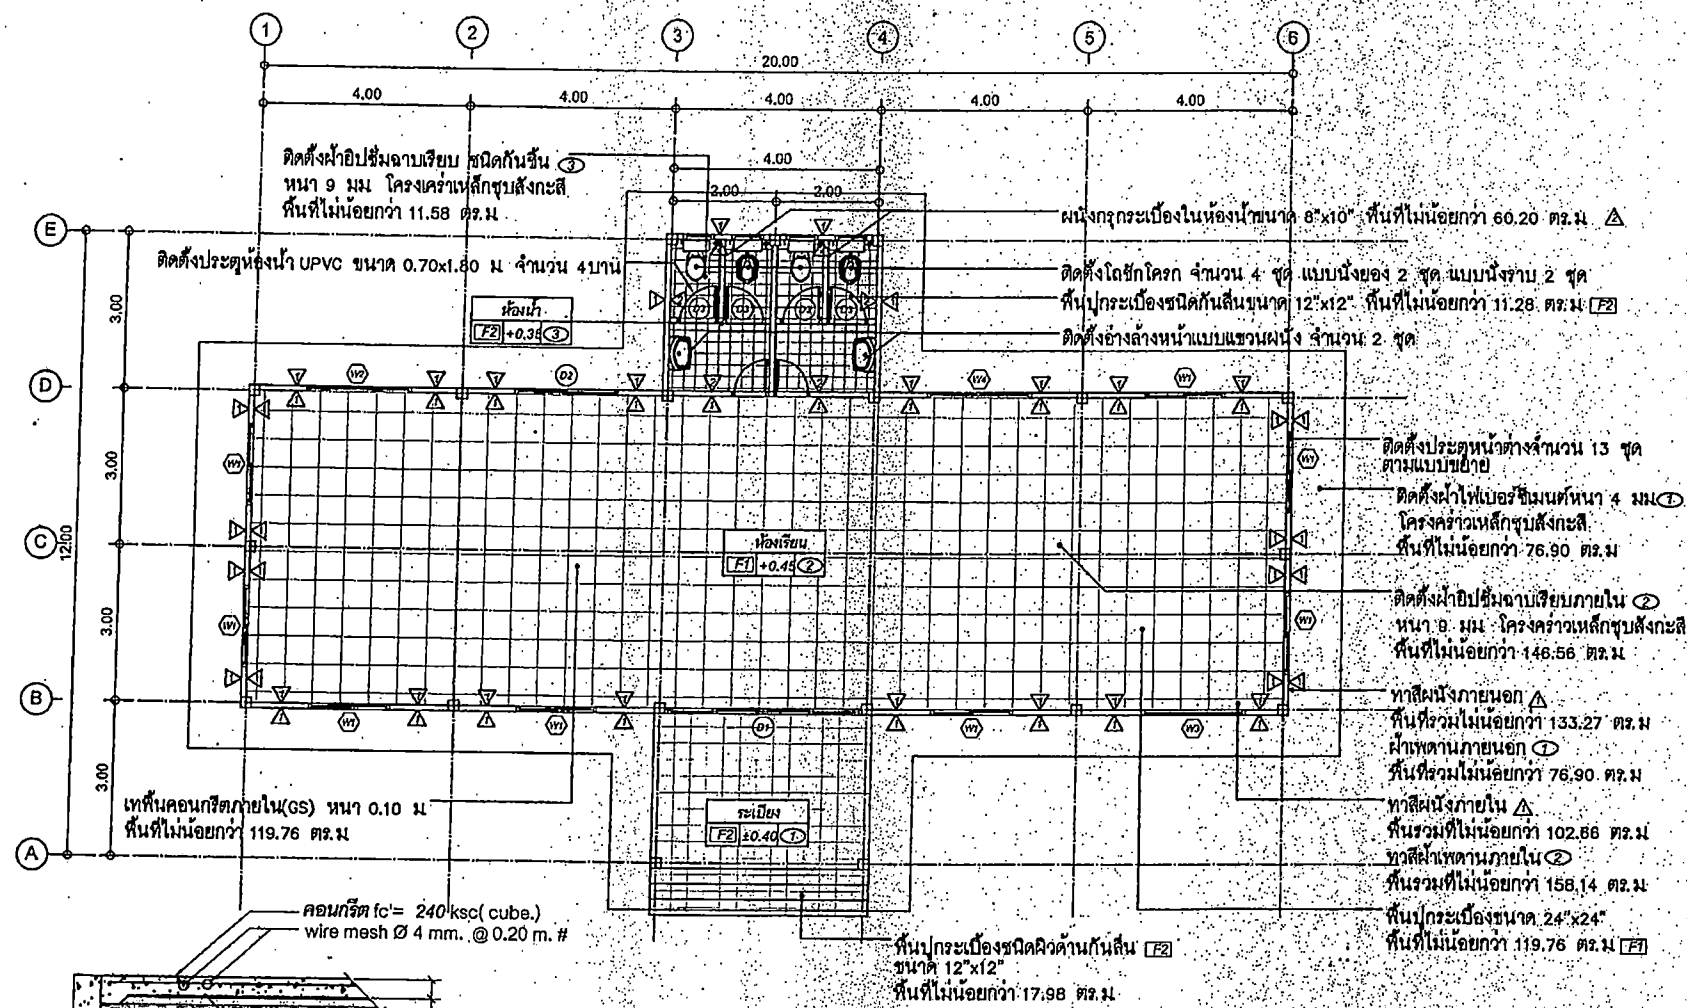 1 2 3 4 5 6
20.00
4.00 4.00 4.00 4.00 4.00
4.00
2.00 2.00
ติดตั้งฝ้ายิปซั่มฉาบเรียบ ชนิดกันชื้น 3
หนา 9 มม โครงเคร่าเหล็กชุบสังกะสี
พื้นที่ไม่น้อยกว่า 11.58 ตร.ม
E
ผนังกรุกระเบื้องในห้องน้ำขนาด 8"x10" พื้นที่ไม่น้อยกว่า 60.20 ตร.ม 2
ติดตั้งประตูห้องน้ำ UPVC ขนาด 0.70x1.80 ม จำนวน 4บาน
ติดตั้งโถชักโครก จำนวน 4 ชุด แบบนั่งยอง 2 ชุด แบบนั่งราบ 2 ชุด
พื้นปูกระเบื้องชนิดกันลื่นขนาด 12"x12" พื้นที่ไม่น้อยกว่า 11.28 ตร.ม F2
ติดตั้งอ่างล้างหน้าแบบแขวนผนัง จำนวน 2 ชุด
ห้องน้ำ
F2 +0.35 3
3.00
D
W2 D2 W4 W1
3.00
W1 W1
ติดตั้งประตูหน้าต่างจำนวน 13 ชุด
ตามแบบขยาย
ติดตั้งฝ้าไฟเบอร์ซีเมนต์หนา 4 มม 1
โครงคร่าวเหล็กชุบสังกะสี
พื้นที่ไม่น้อยกว่า 76.90 ตร.ม
C
12.00
ห้องเรียน
F1 +0.45 2
ติดตั้งฝ้ายิปซั่มฉาบเรียบภายใน 2
หนา 9 มม โครงคร่าวเหล็กชุบสังกะสี
พื้นที่ไม่น้อยกว่า 146.56 ตร.ม
3.00
W1 W1
B
W1 W1 D1 W1 W3
ทาสีผนังภายนอก 1
พื้นที่รวมไม่น้อยกว่า 133.27 ตร.ม
ฝ้าเพดานภายนอก 1
พื้นที่รวมไม่น้อยกว่า 76.90 ตร.ม
3.00
เทพื้นคอนกรีตภายใน(GS) หนา 0.10 ม
พื้นที่ไม่น้อยกว่า 119.76 ตร.ม
ระเบียง
F2 ±0.40 1
ทาสีผนังภายใน 1
พื้นรวมที่ไม่น้อยกว่า 102.66 ตร.ม
ทาสีฝ้าเพดานภายใน 2
พื้นรวมที่ไม่น้อยกว่า 158.14 ตร.ม
A
พื้นปูกระเบื้องขนาด 24"x24"
พื้นที่ไม่น้อยกว่า 119.76 ตร.ม F1
คอนกรีต fc'= 240 ksc( cube.)
wire mesh Ø 4 mm. @ 0.20 m. #
พื้นปูกระเบื้องชนิดผิวด้านกันลื่น F2
ขนาด 12"x12"
พื้นที่ไม่น้อยกว่า 17.98 ตร.ม